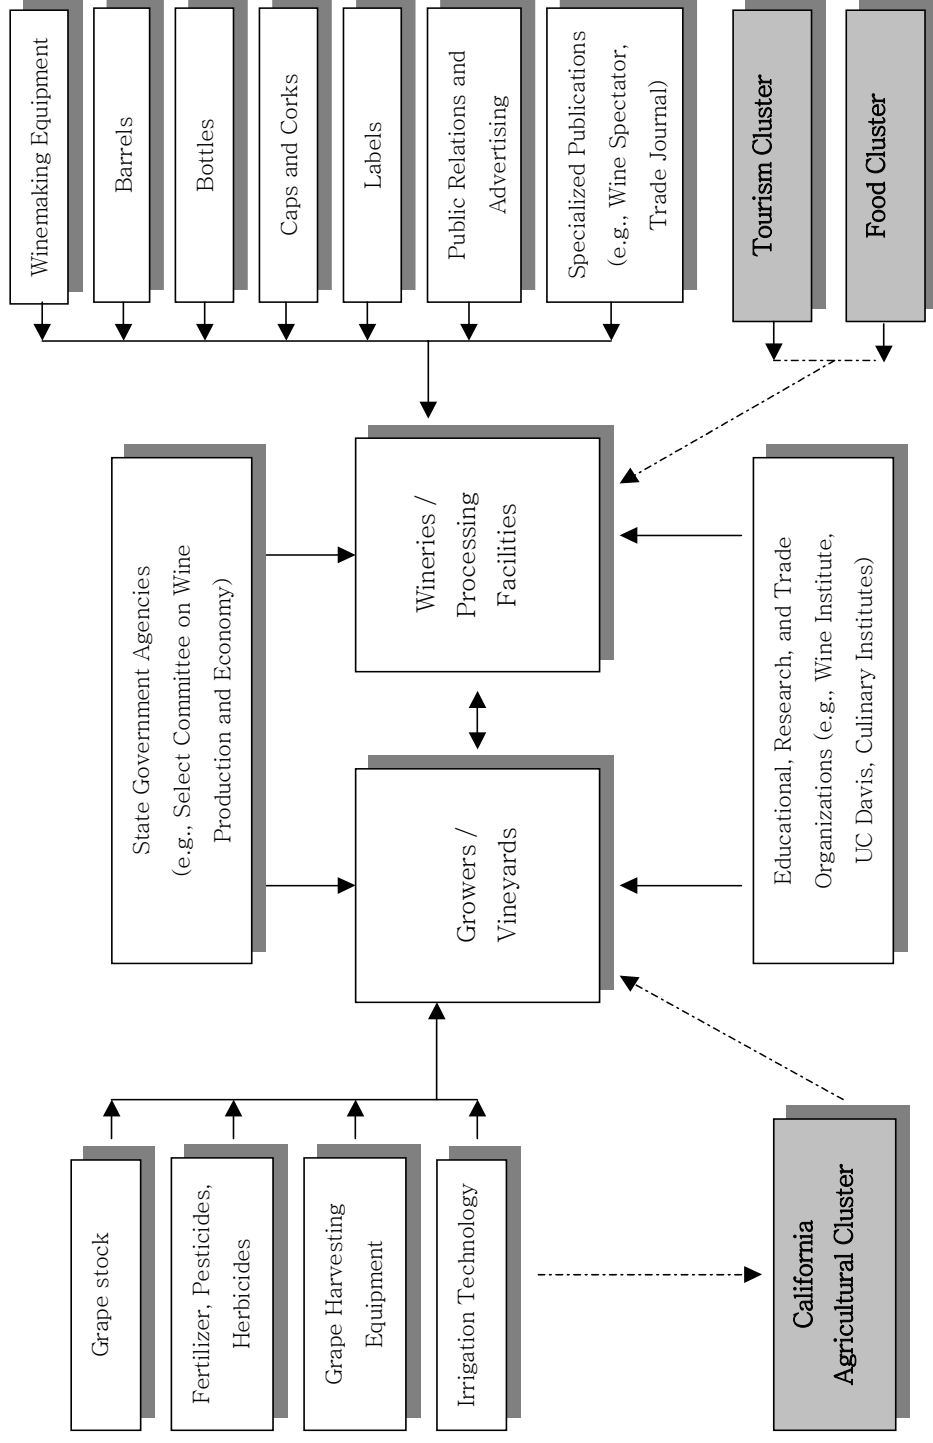 Grape stock
Fertilizer, Pesticides,
Herbicides
Grape Harvesting
Equipment
Irrigation Technology
State Government Agencies
(e.g., Select Committee on Wine
Production and Economy)
Growers /
Vineyards
Wineries /
Processing
Facilities
Educational, Research, and Trade
Organizations (e.g., Wine Institute,
UC Davis, Culinary Institutes)
California
Agricultural Cluster
Winemaking Equipment
Barrels
Bottles
Caps and Corks
Labels
Public Relations and
Advertising
Specialized Publications
(e.g., Wine Spectator,
Trade Journal)
Tourism Cluster
Food Cluster